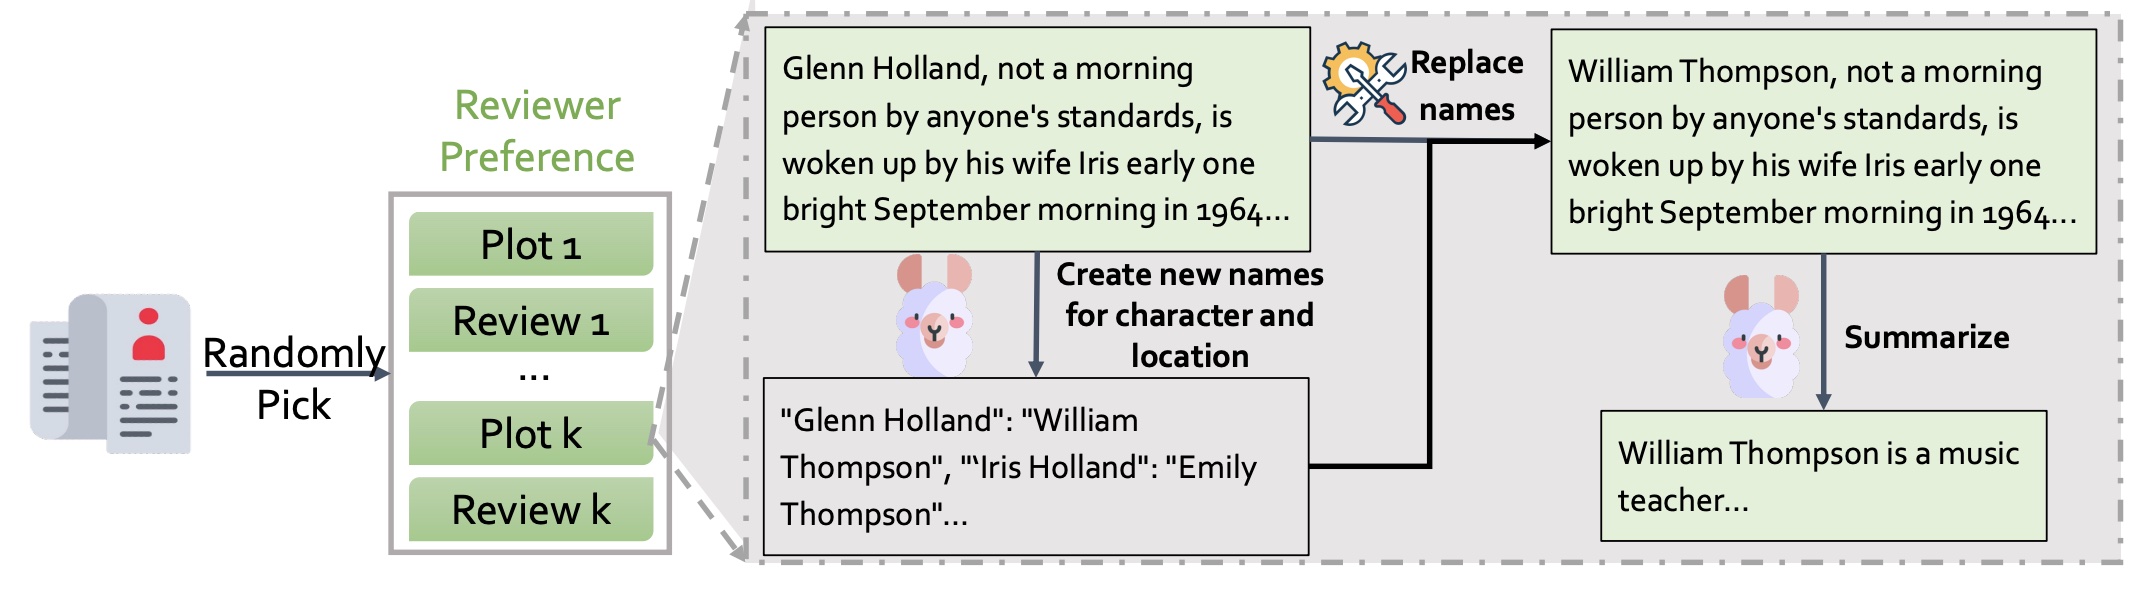 Randomly
Pick
Reviewer
Preference
Plot 1
Review 1
...
Plot k
Review k
Glenn Holland, not a morning
person by anyone's standards, is
woken up by his wife Iris early one
bright September morning in 1964...
Create new names
for character and
location
"Glenn Holland": "William
Thompson", "'Iris Holland": "Emily
Thompson"...
Replace
names
William Thompson, not a morning
person by anyone's standards, is
woken up by his wife Iris early one
bright September morning in 1964...
Summarize
William Thompson is a music
teacher...